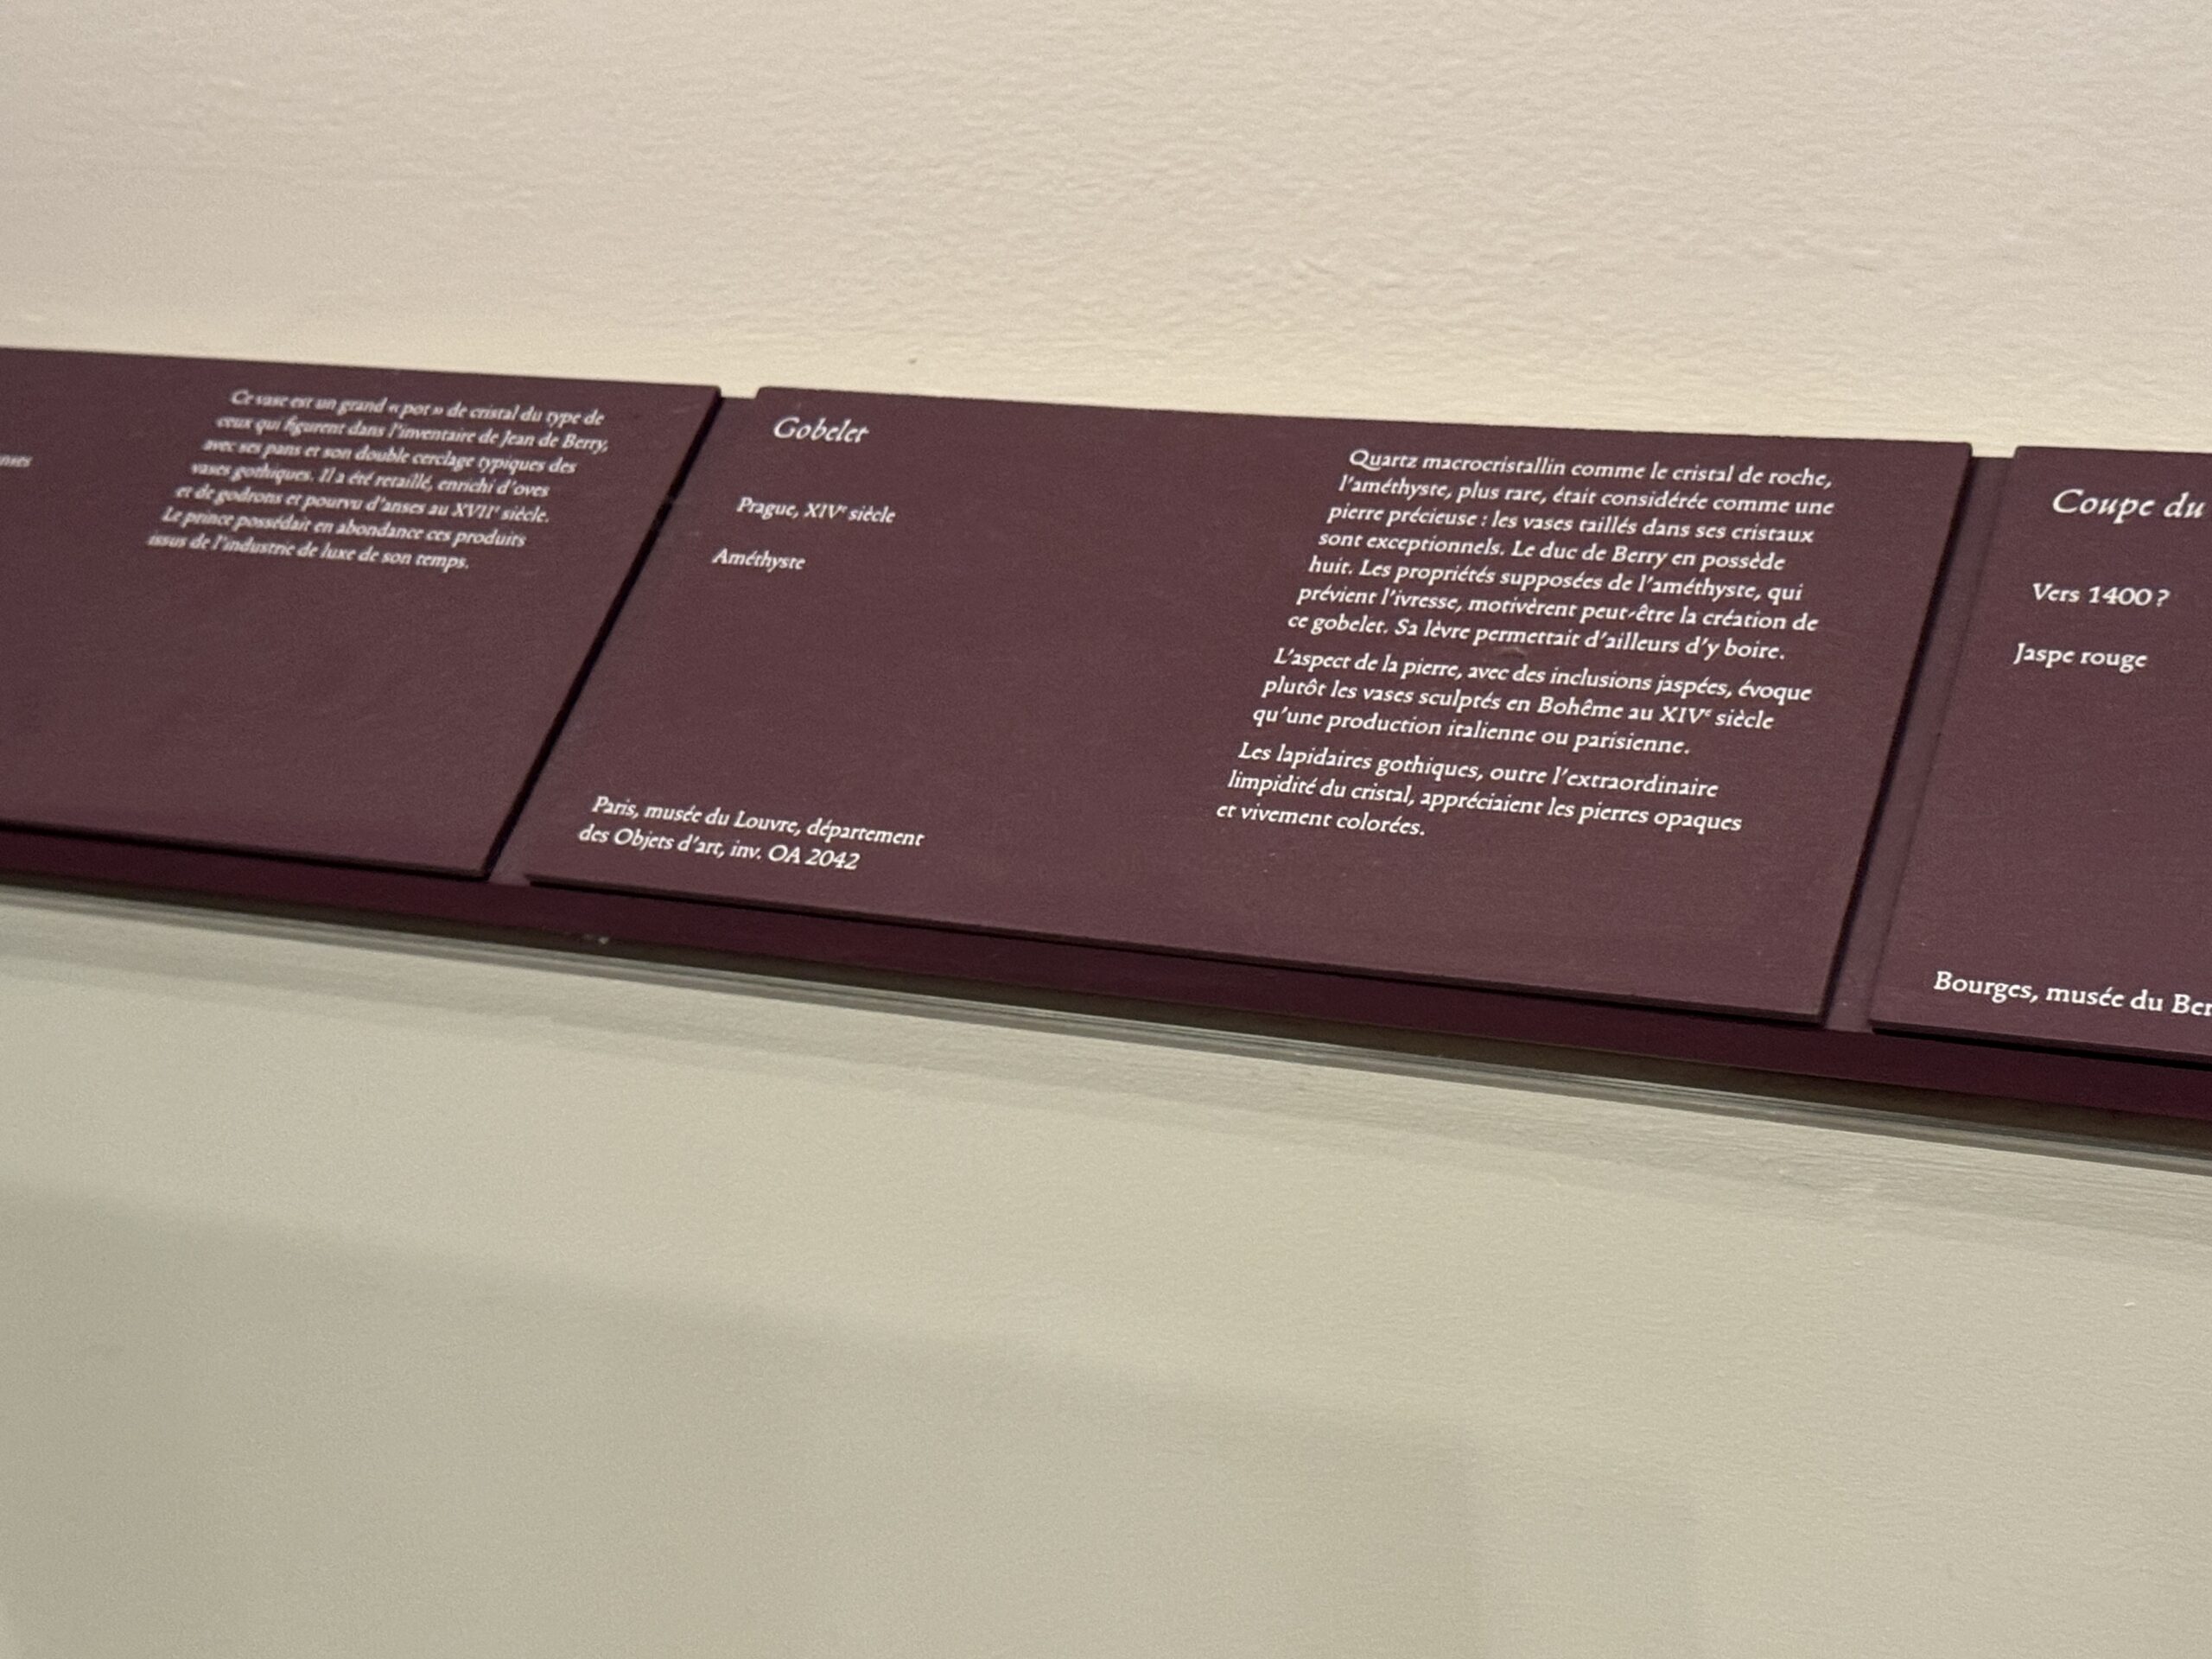 Ce vase est un grand « pot » de cristal du type de
ceux qui figurent dans l'inventaire de Jean de Berry,
avec ses pans et son double cerclage typiques des
vases gothiques. Il a été retaillé, enrichi d'oves
et de godrons et pourvu d'anses au XVIIe siècle.
Le prince possédait en abondance ces produits
issus de l'industrie de luxe de son temps.
Gobelet
Prague, XIVe siècle
Améthyste
Paris, musée du Louvre, département
des Objets d'art, inv. OA 2042
Quartz macrocristallin comme le cristal de roche,
l'améthyste, plus rare, était considérée comme une
pierre précieuse : les vases taillés dans ses cristaux
sont exceptionnels. Le duc de Berry en possède
huit. Les propriétés supposées de l'améthyste, qui
prévient l'ivresse, motivèrent peut-être la création de
ce gobelet. Sa lèvre permettait d'ailleurs d'y boire.
L'aspect de la pierre, avec des inclusions jaspées, évoque
plutôt les vases sculptés en Bohême au XIVe siècle
qu'une production italienne ou parisienne.
Les lapidaires gothiques, outre l'extraordinaire
limpidité du cristal, appréciaient les pierres opaques
et vivement colorées.
Coupe du
Vers 1400 ?
Jaspe rouge
Bourges, musée du